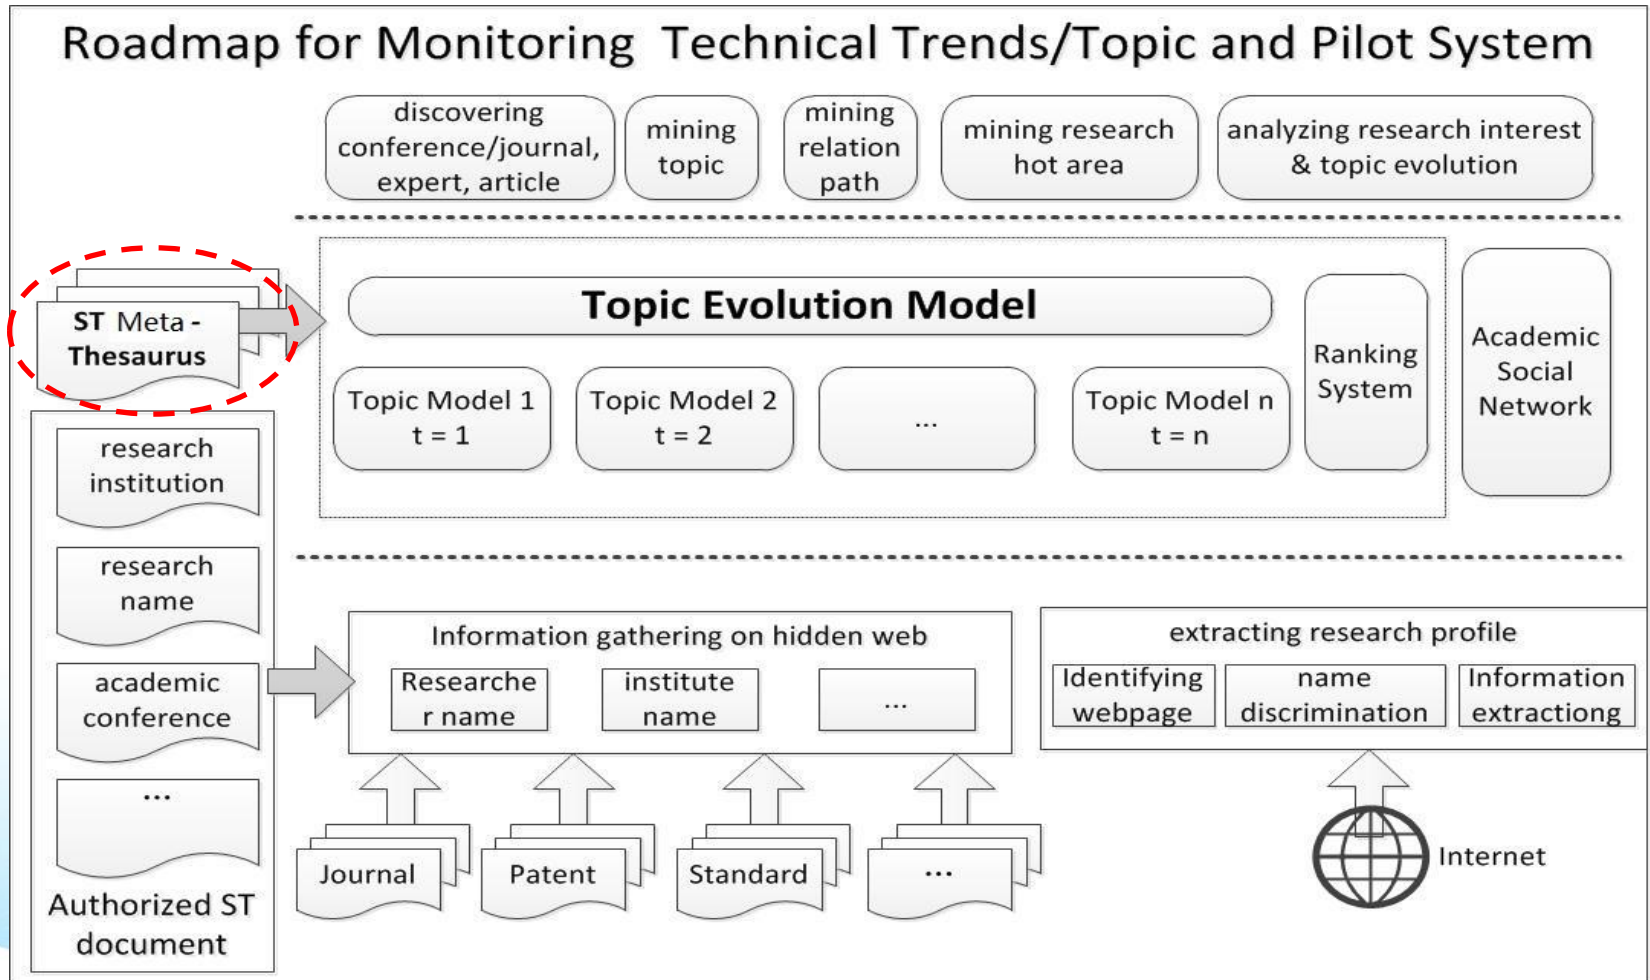 Roadmap for Monitoring Technical Trends/Topic and Pilot System
discovering
conference/journal,
expert, article
mining
topic
mining
relation
path
mining research
hot area
analyzing research interest
& topic evolution
ST Meta -
Thesaurus
Topic Evolution Model
Topic Model 1
t = 1
Topic Model 2
t = 2
...
Topic Model n
t = n
Ranking
System
Academic
Social
Network
research
institution
research
name
academic
conference
...
Authorized ST
document
Information gathering on hidden web
Researche
r name
institute
name
...
extracting research profile
Identifying
webpage
name
discrimination
Information
extractiong
Journal
Patent
Standard
...
Internet